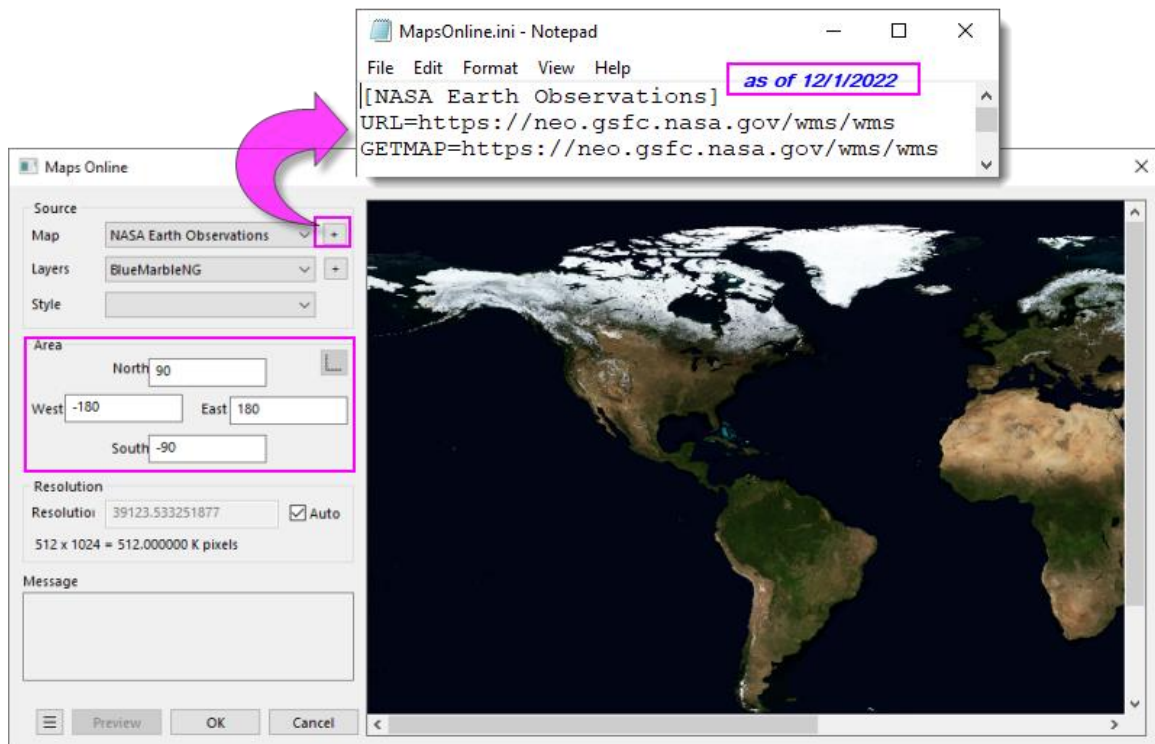 MapsOnline.ini - Notepad
File Edit Format View Help
as of 12/1/2022
[NASA Earth Observations]
URL=https://neo.gsfc.nasa.gov/wms/wms
GETMAP=https://neo.gsfc.nasa.gov/wms/wms
Maps Online
Source
Map NASA Earth Observations +
Layers BlueMarbleNG +
Style
Area
North 90
West -180 East 180
South -90
Resolution
Resolutio 39123.533251877 Auto
512 x 1024 = 512.000000 K pixels
Message
Preview OK Cancel